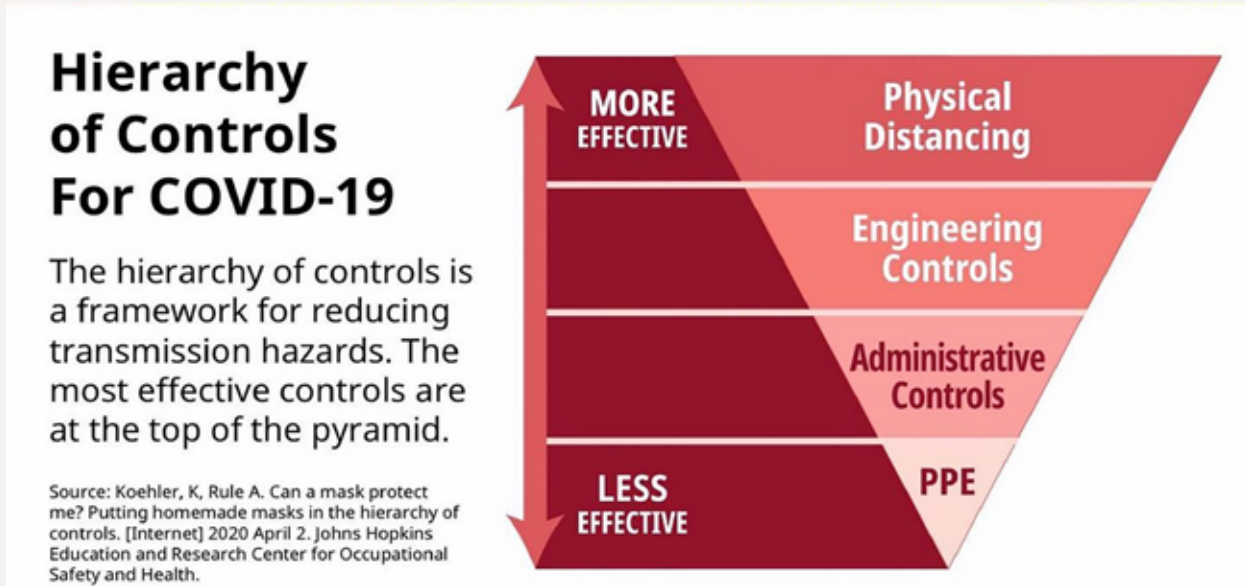 Hierarchy
of Controls
For COVID-19
The hierarchy of controls is
a framework for reducing
transmission hazards. The
most effective controls are
at the top of the pyramid.
Source: Koehler, K, Rule A. Can a mask protect
me? Putting homemade masks in the hierarchy of
controls. [Internet] 2020 April 2. Johns Hopkins
Education and Research Center for Occupational
Safety and Health.
MORE
EFFECTIVE
Physical
Distancing
Engineering
Controls
Administrative
Controls
LESS
EFFECTIVE
PPE